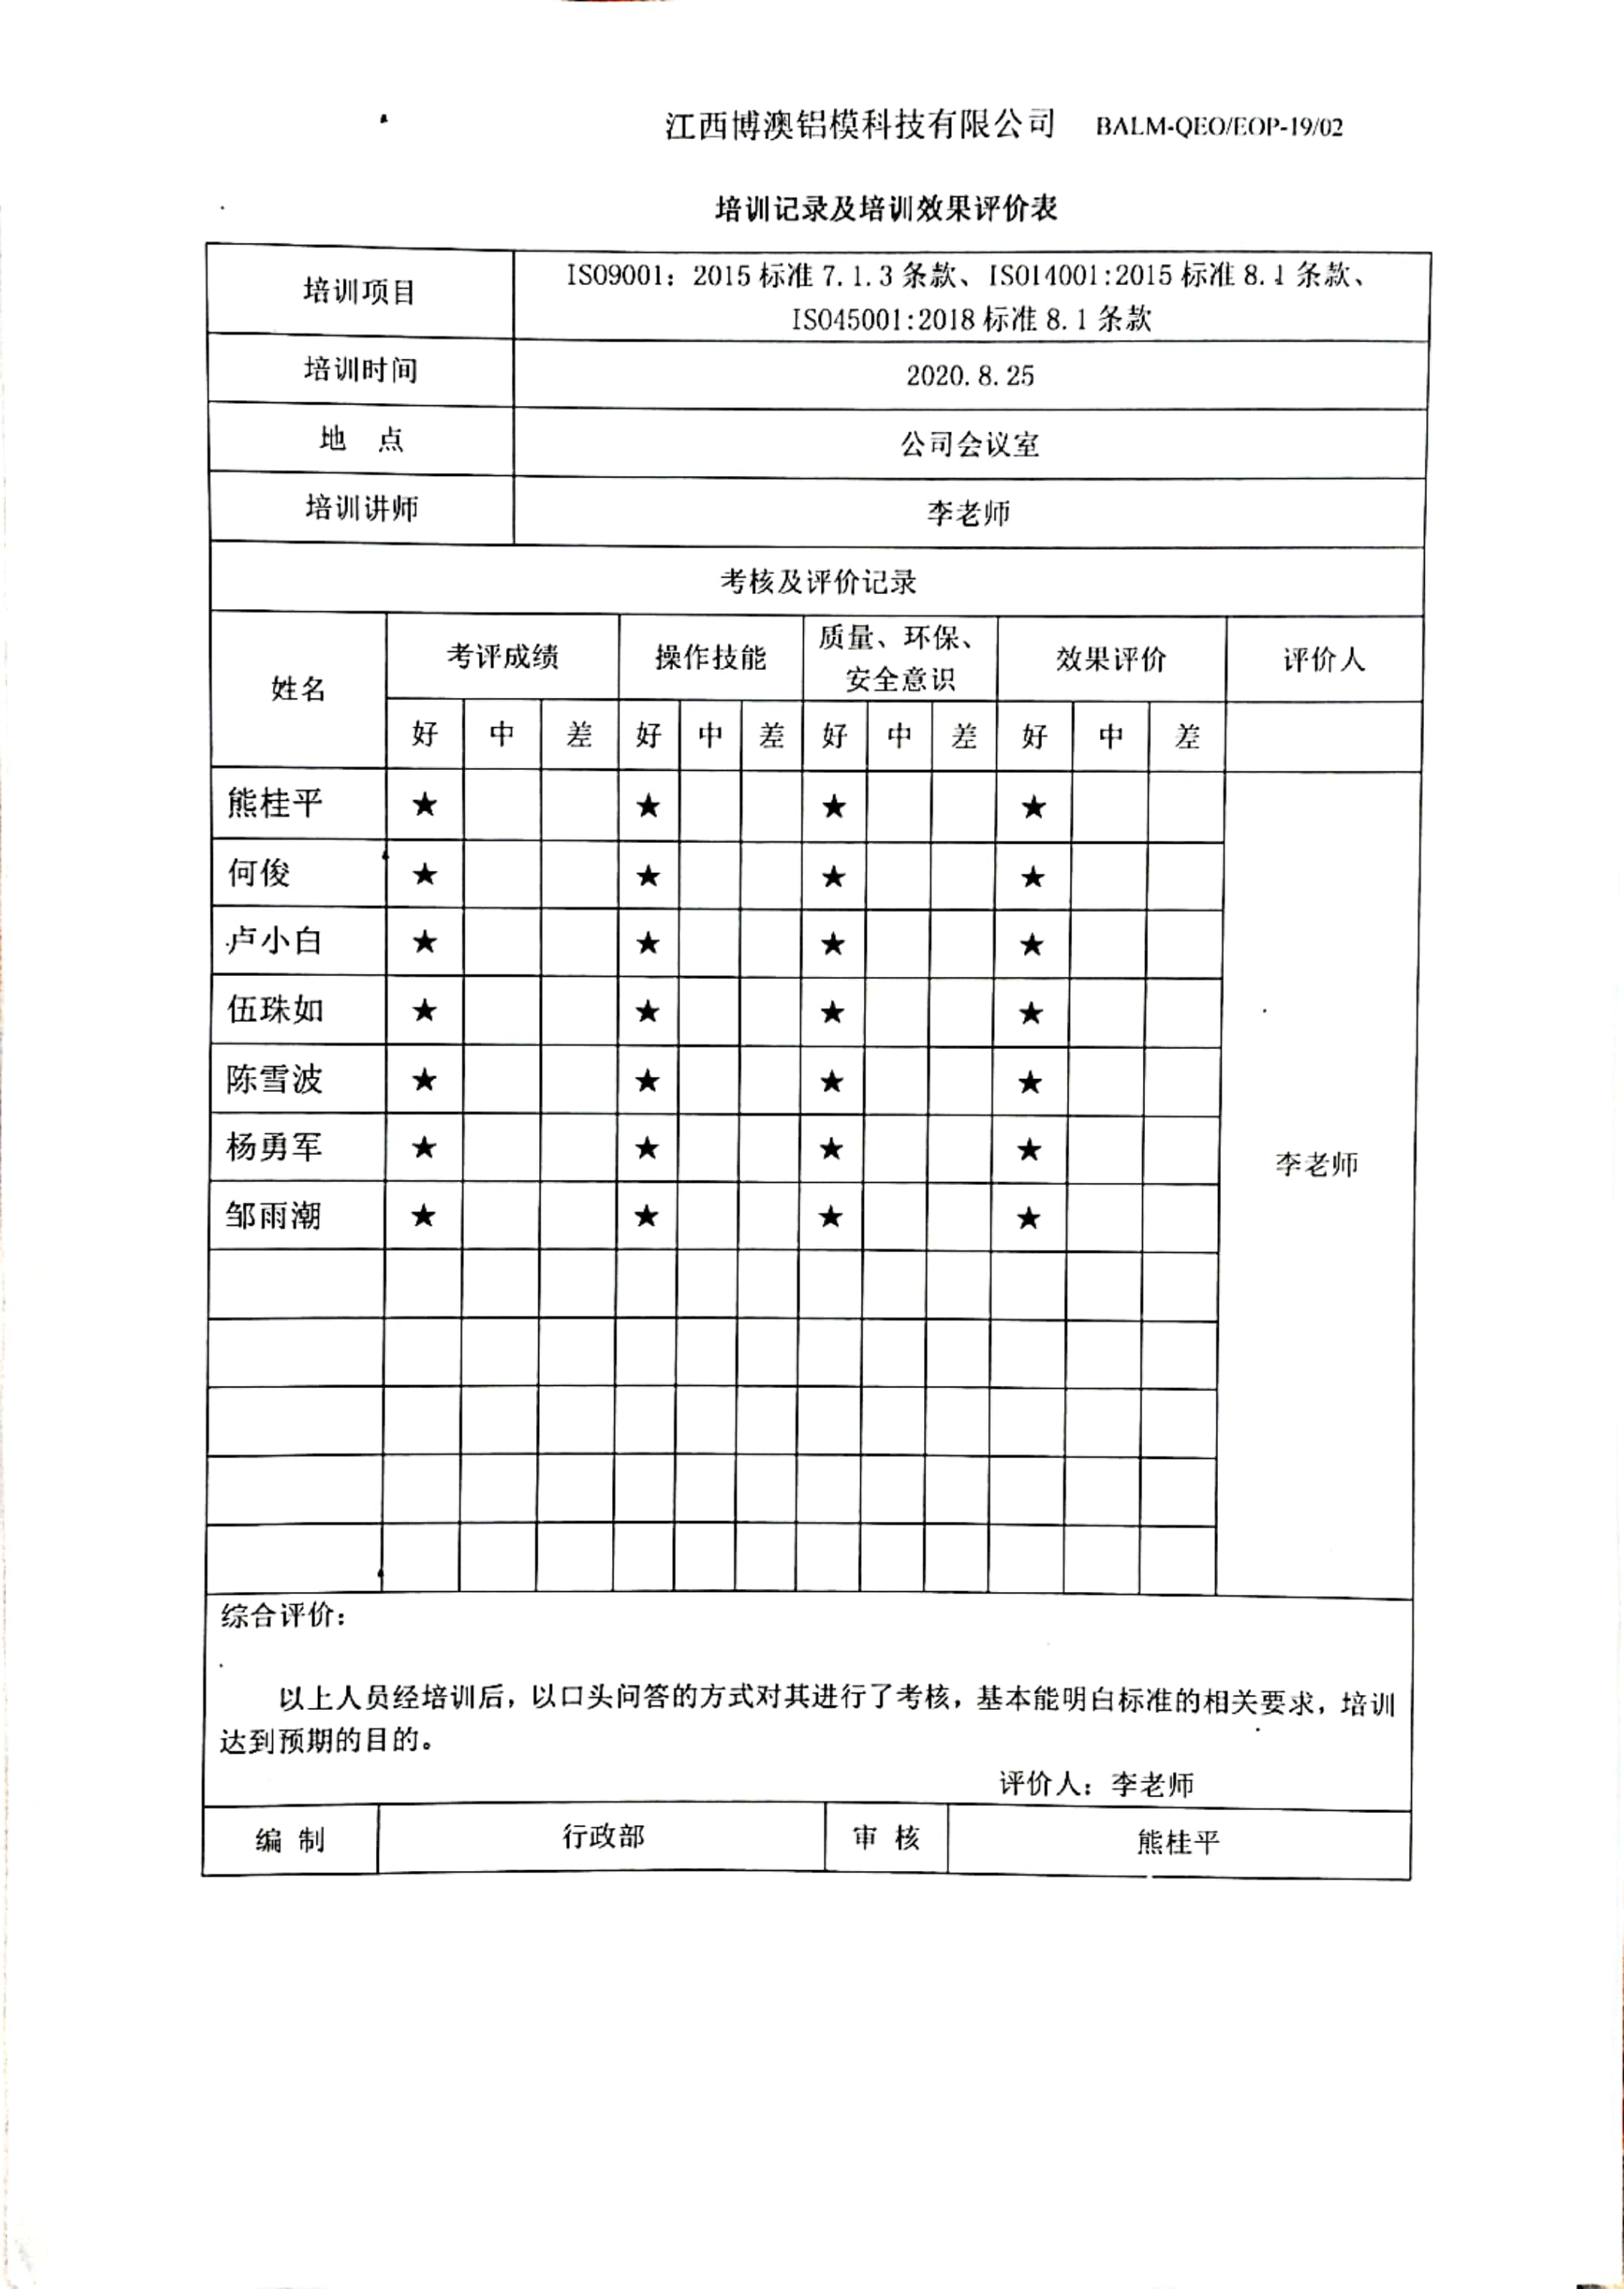 江西博澳铝模科技有限公司 BALM-QEO/EOP-19/02
培训记录及培训效果评价表
培训项目 ISO9001：2015 标准 7.1.3 条款、ISO14001:2015 标准 8.1 条款、
ISO45001:2018 标准 8.1 条款
培训时间 2020.8.25
地 点 公司会议室
培训讲师 李老师
考核及评价记录
姓名 考评成绩 操作技能 质量、环保、安全意识 效果评价 评价人
好 中 差 好 中 差 好 中 差 好 中 差
熊桂平 ★ ★ ★ ★
何俊 ★ ★ ★ ★
卢小白 ★ ★ ★ ★
伍珠如 ★ ★ ★ ★
陈雪波 ★ ★ ★ ★
杨勇军 ★ ★ ★ ★
李老师
邹雨潮 ★ ★ ★ ★
综合评价：
以上人员经培训后，以口头问答的方式对其进行了考核，基本能明白标准的相关要求，培训
达到预期的目的。
评价人：李老师
编 制 行政部 审 核 熊桂平